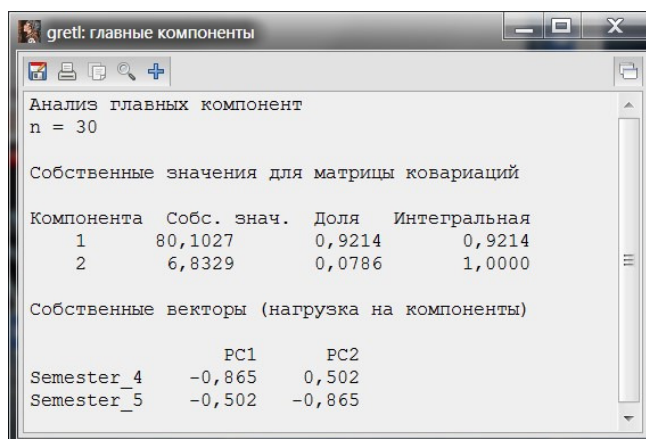 gretl: главные компоненты
Анализ главных компонент
n = 30
Собственные значения для матрицы ковариаций
Компонента Собс. знач. Доля Интегральная
1 80,1027 0,9214 0,9214
2 6,8329 0,0786 1,0000
Собственные векторы (нагрузка на компоненты)
PC1 PC2
Semester_4 -0,865 0,502
Semester_5 -0,502 -0,865